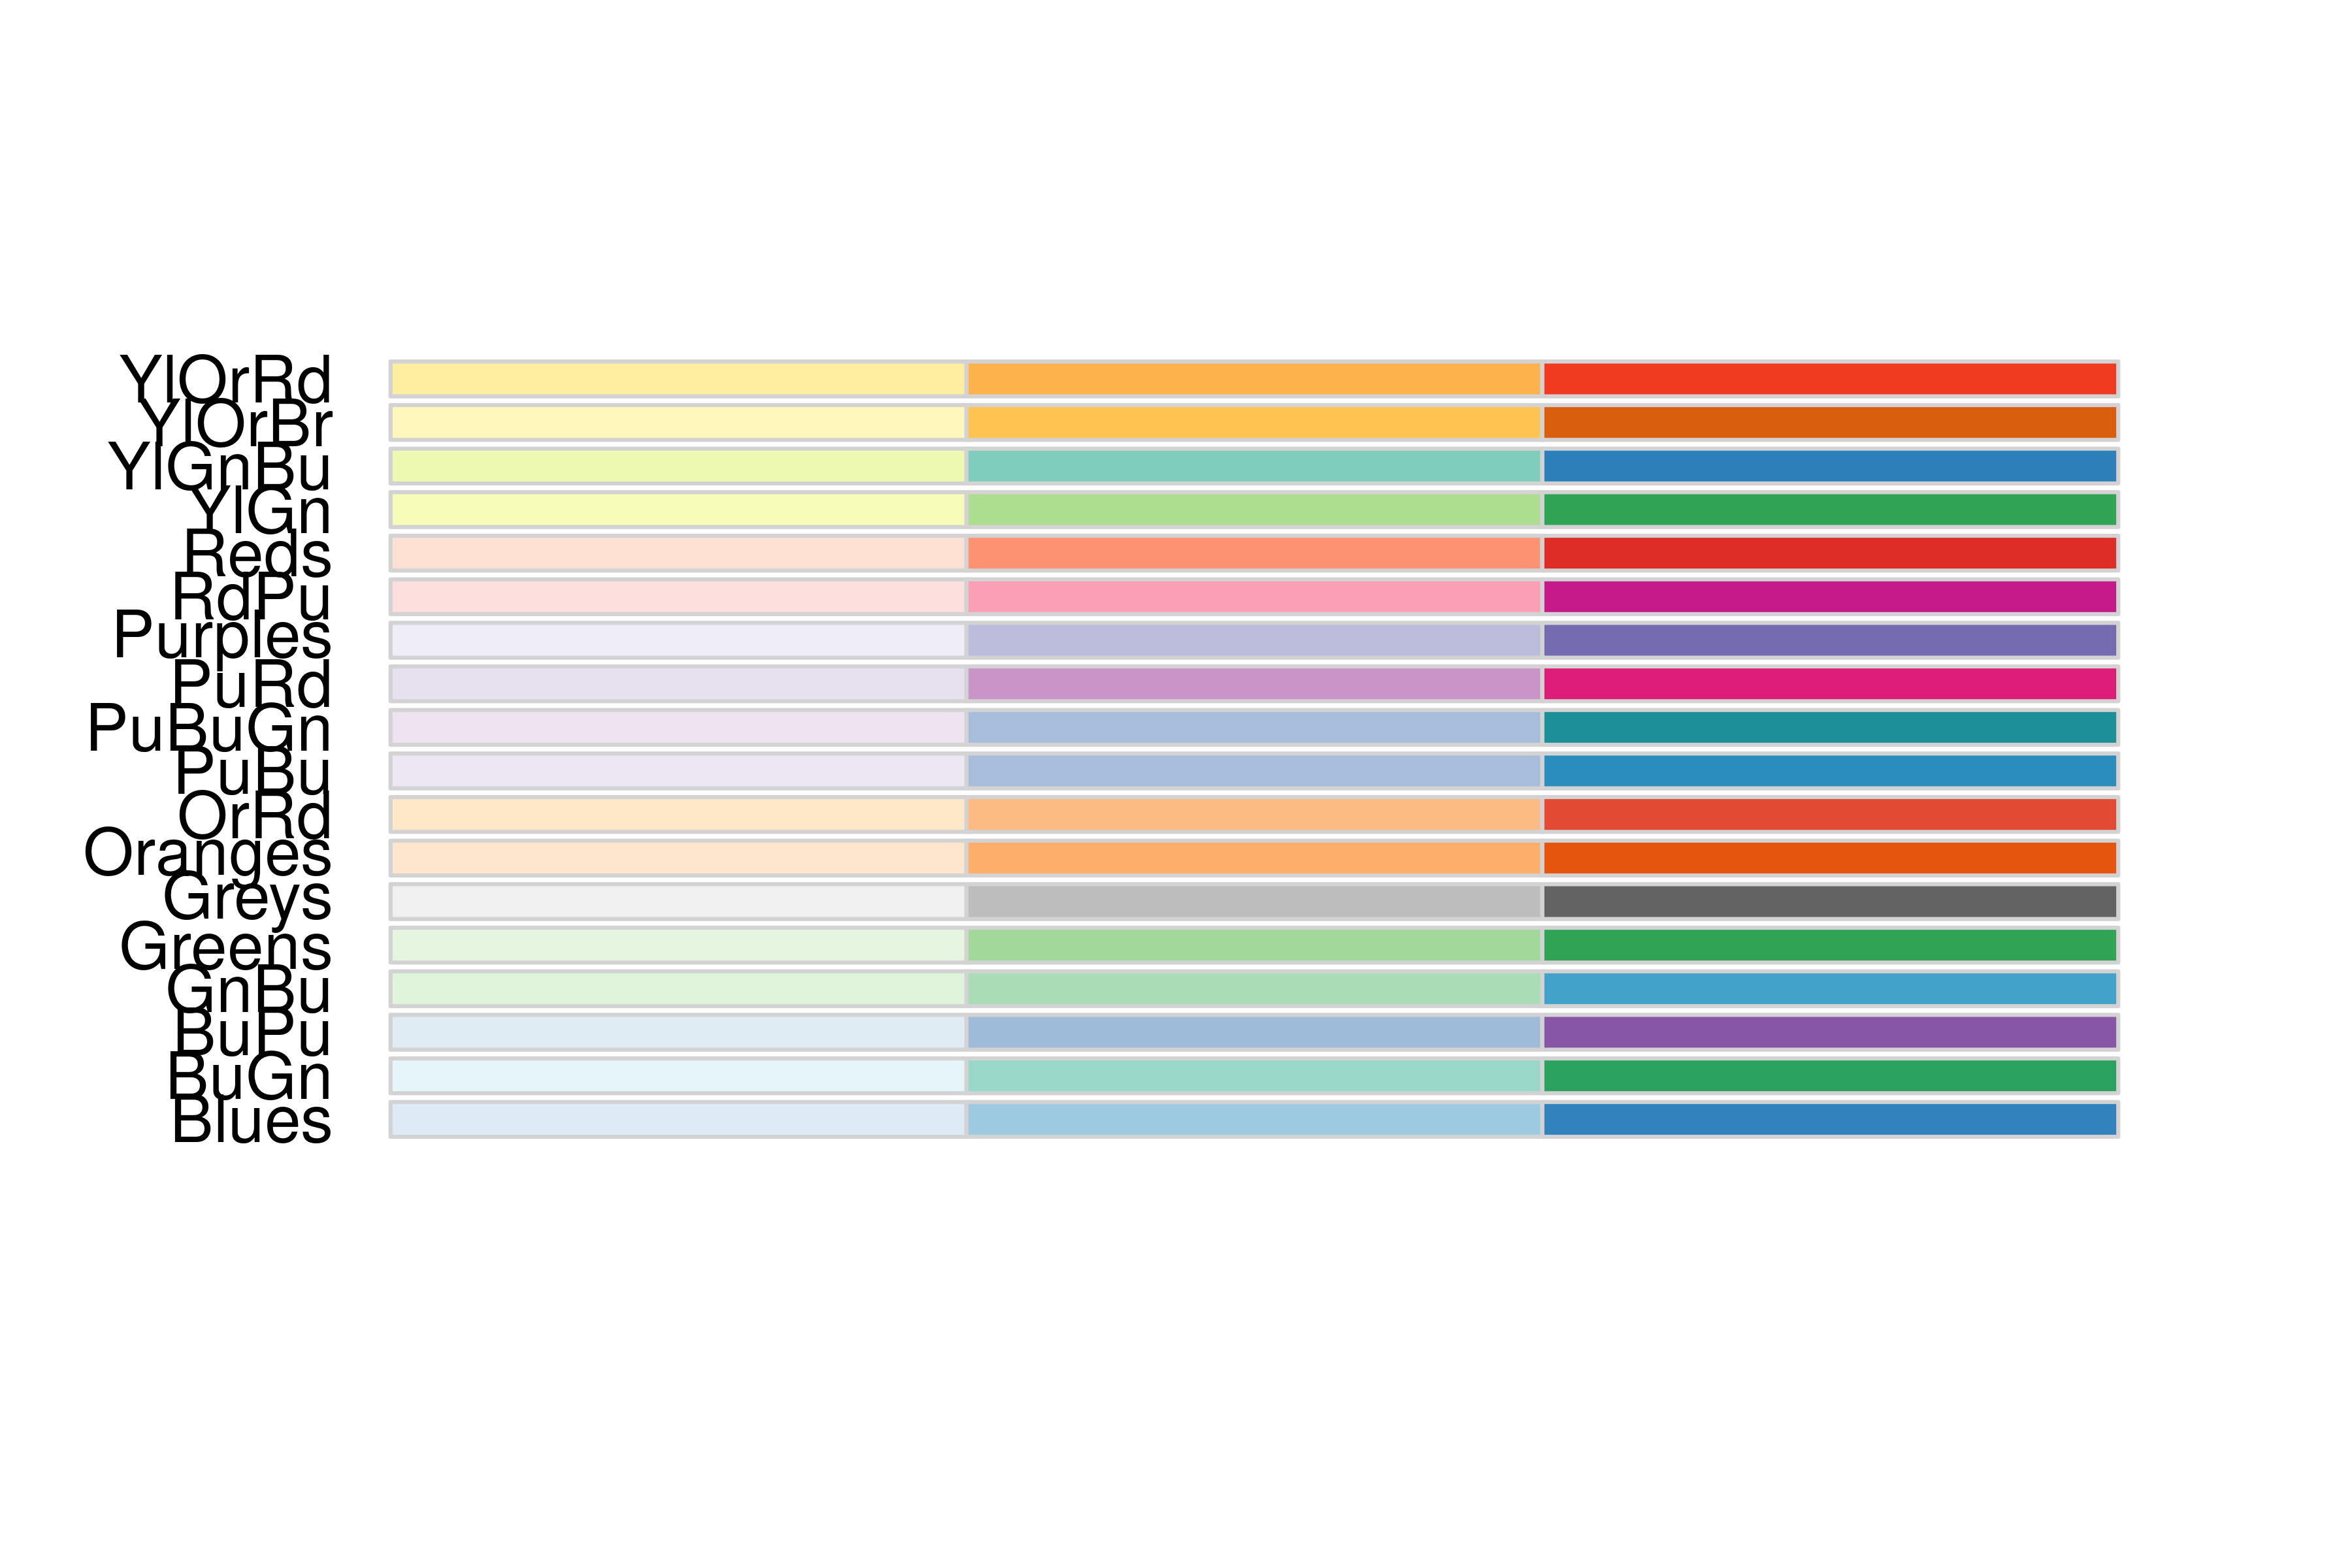 YlOrRd
YlOrBr
YlGnBu
YlGn
Reds
RdPu
Purples
PuRd
PuBuGn
PuBu
OrRd
Oranges
Greys
Greens
GnBu
BuPu
BuGn
Blues